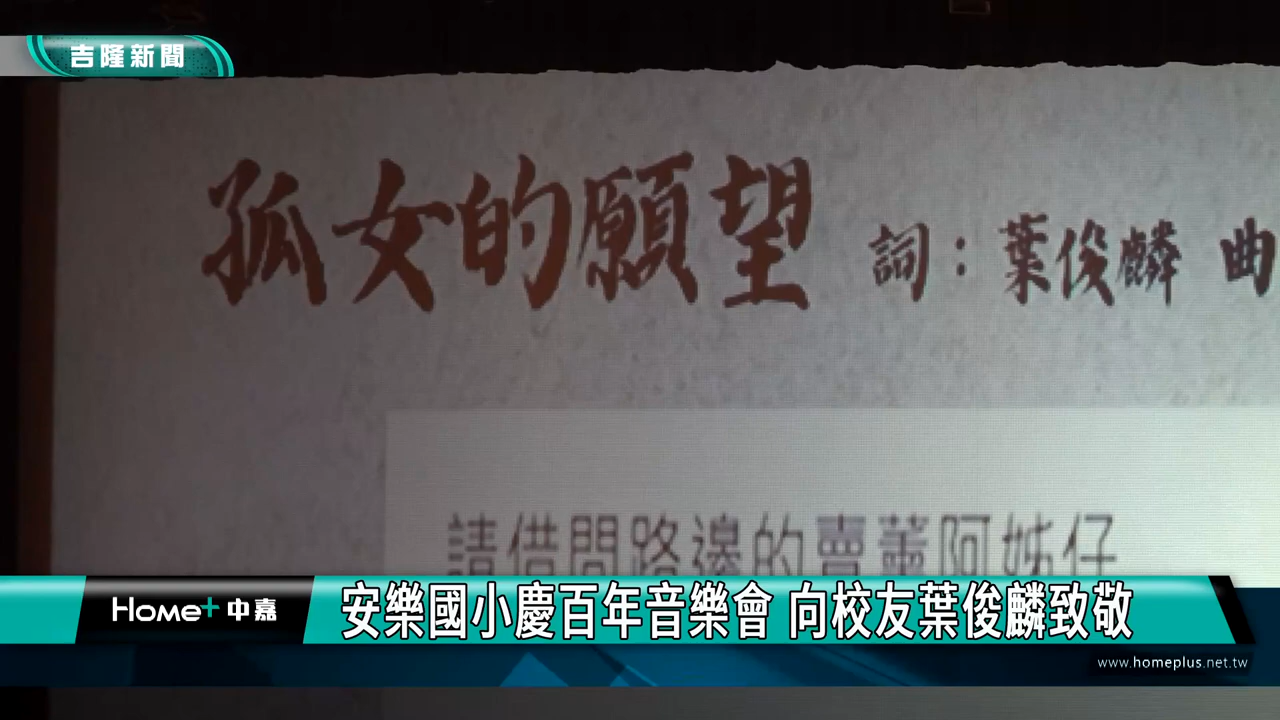 吉隆新聞
孤女的願望 詞：葉俊麟 曲
請借問路邊的賣薰阿姊仔
Home+中嘉
安樂國小慶百年音樂會 向校友葉俊麟致敬
www.homeplus.net.tw